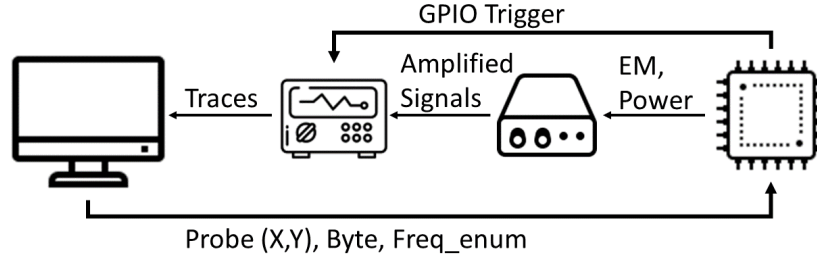 GPIO Trigger
Traces
Amplified
Signals
EM,
Power
Probe (X,Y), Byte, Freq_enum